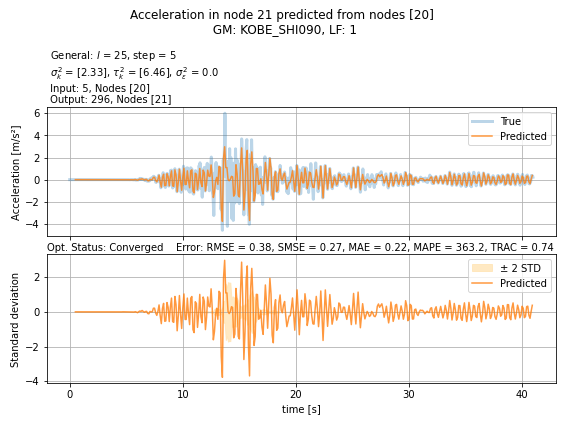 Acceleration in node 21 predicted from nodes [20]
GM: KOBE_SHI090, LF: 1
General: l = 25, step = 5
σ²ₖ = [2.33], τ²ₖ = [6.46], σ²ε = 0.0
Input: 5, Nodes [20]
Output: 296, Nodes [21]
6
4
2
0
−2
−4
Acceleration [m/s²]
True
Predicted
Opt. Status: Converged    Error: RMSE = 0.38, SMSE = 0.27, MAE = 0.22, MAPE = 363.2, TRAC = 0.74
2
0
−2
−4
Standard deviation
± 2 STD
Predicted
0 10 20 30 40
time [s]